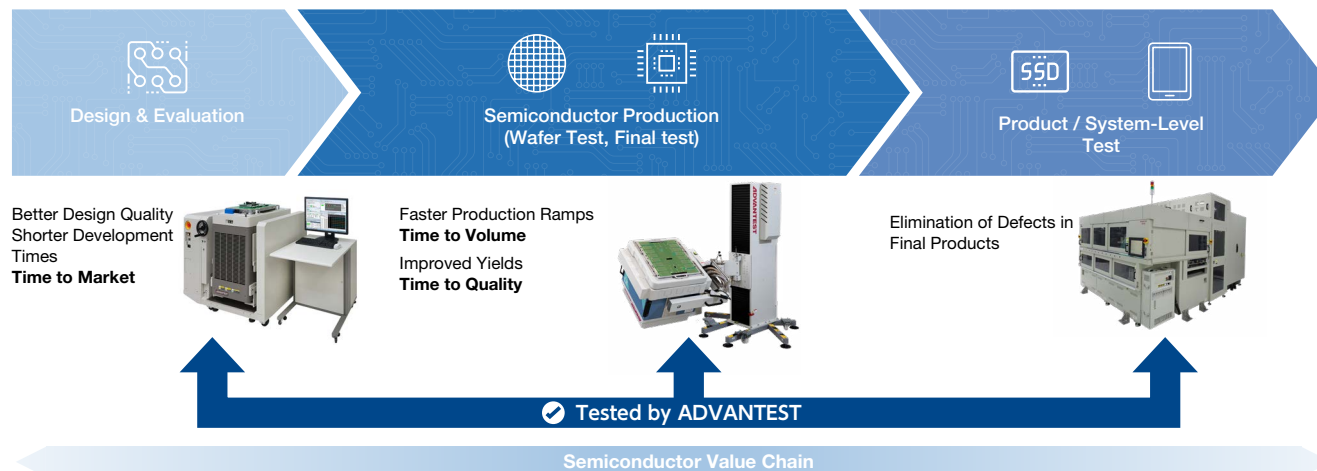 Design & Evaluation
Semiconductor Production
(Wafer Test, Final test)
SSD
Product / System-Level
Test
Better Design Quality
Shorter Development
Times
Time to Market
Faster Production Ramps
Time to Volume
Improved Yields
Time to Quality
ADVANTEST
Elimination of Defects in
Final Products
Tested by ADVANTEST
Semiconductor Value Chain